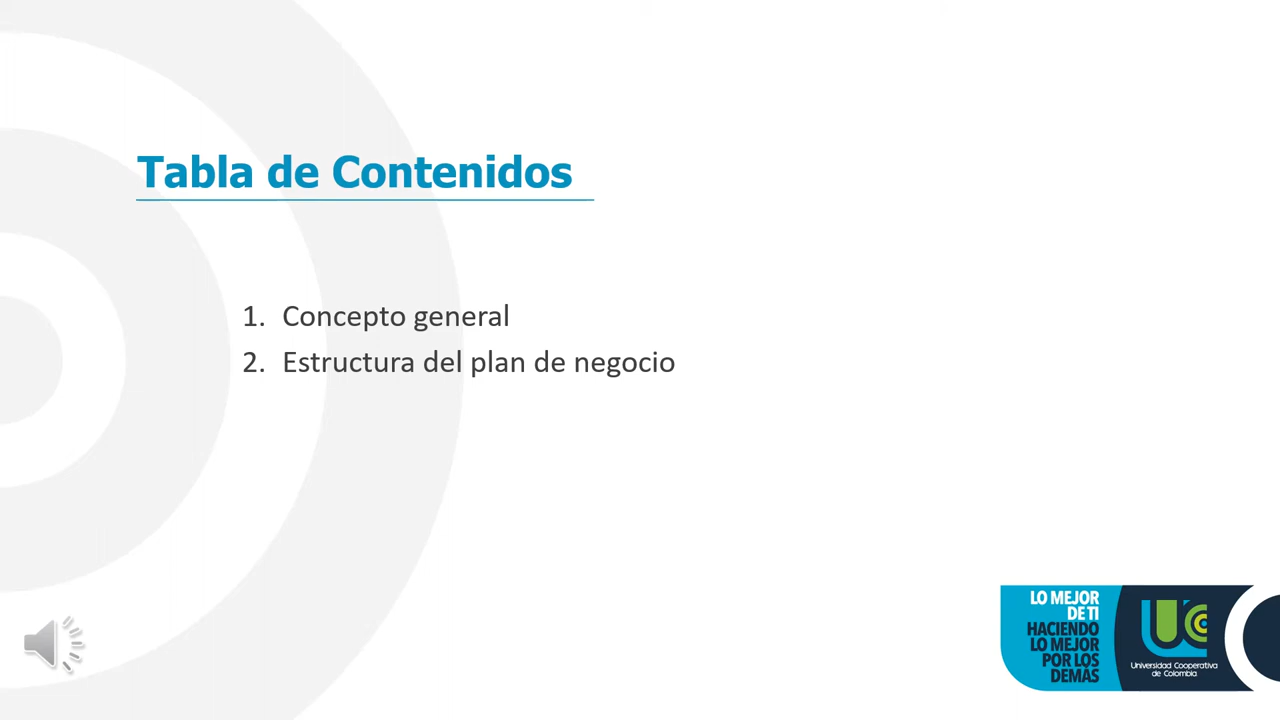 Tabla de Contenidos
1. Concepto general
2. Estructura del plan de negocio
LO MEJOR
DE TI
HACIENDO
LO MEJOR
POR LOS
DEMÁS
UCC
Universidad Cooperativa
de Colombia